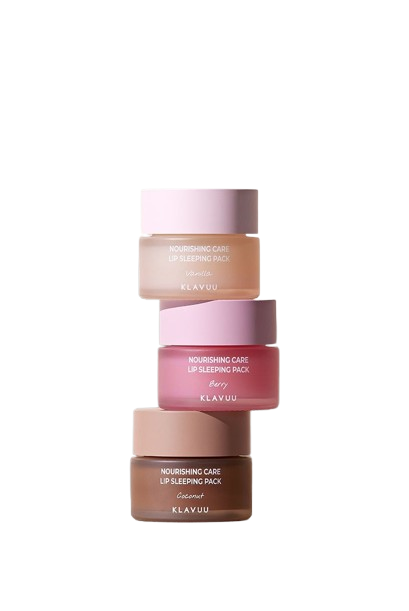 NOURISHING CARE
LIP SLEEPING PACK
Vanilla
KLAVUU
NOURISHING CARE
LIP SLEEPING PACK
Berry
KLAVUU
NOURISHING CARE
LIP SLEEPING PACK
Coconut
KLAVUU